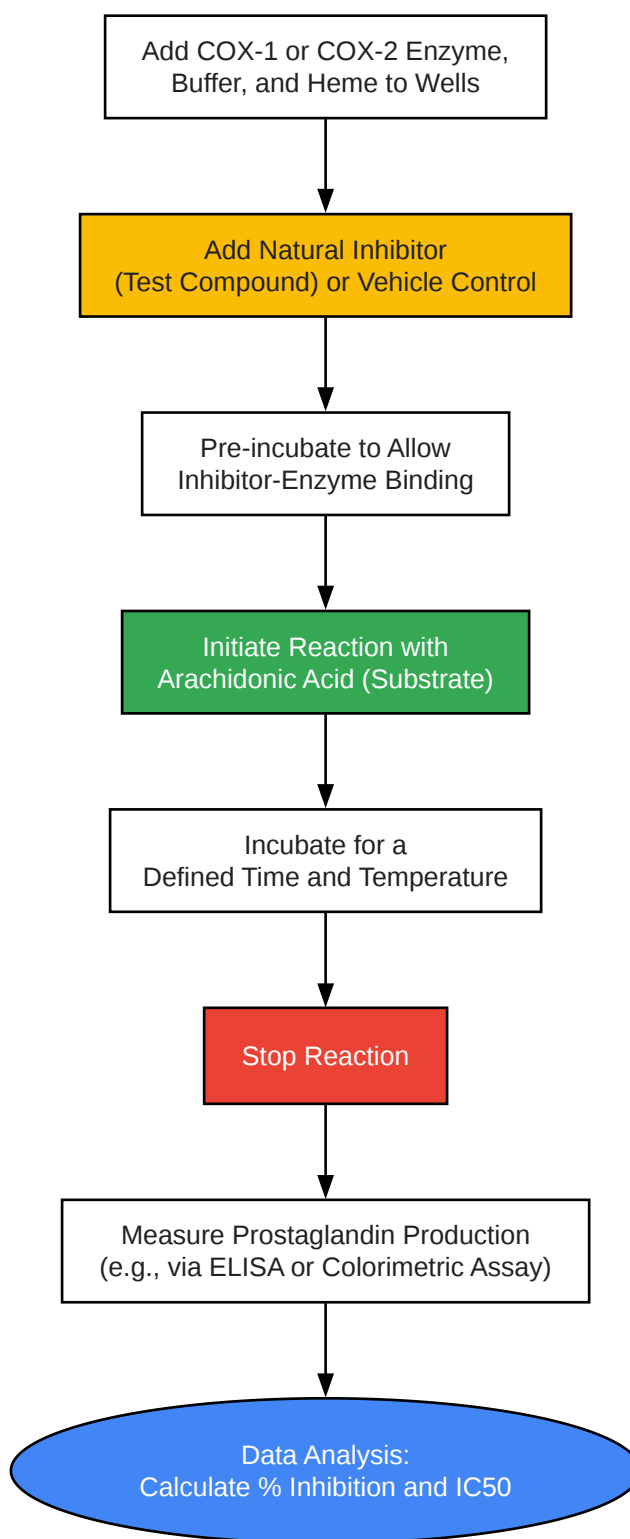 Add COX-1 or COX-2 Enzyme,
Buffer, and Heme to Wells
Add Natural Inhibitor
(Test Compound) or Vehicle Control
Pre-incubate to Allow
Inhibitor-Enzyme Binding
Initiate Reaction with
Arachidonic Acid (Substrate)
Incubate for a
Defined Time and Temperature
Stop Reaction
Measure Prostaglandin Production
(e.g., via ELISA or Colorimetric Assay)
Data Analysis:
Calculate % Inhibition and IC50